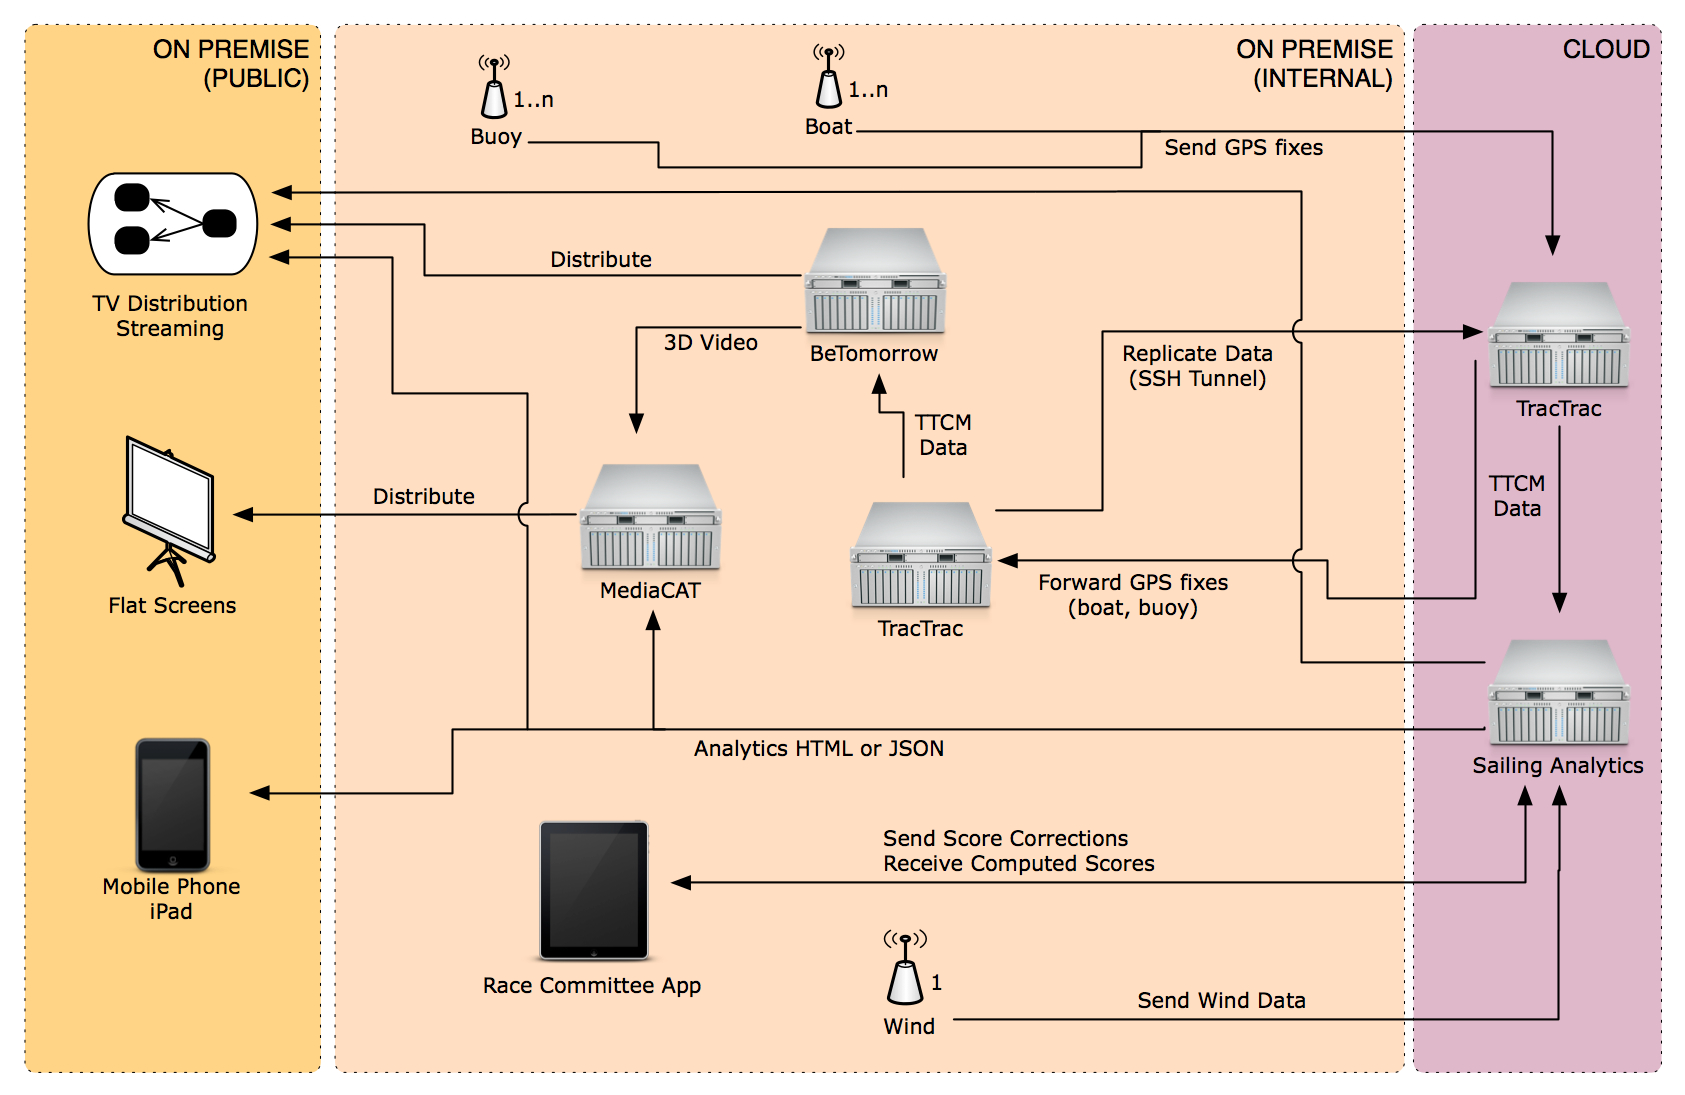 ON PREMISE
(PUBLIC)
ON PREMISE
(INTERNAL)
CLOUD
1..n
Buoy
1..n
Boat
Send GPS fixes
TV Distribution
Streaming
Distribute
BeTomorrow
3D Video
Replicate Data
(SSH Tunnel)
TracTrac
TTCM
Data
TTCM
Data
Flat Screens
Distribute
MediaCAT
TracTrac
Forward GPS fixes
(boat, buoy)
Analytics HTML or JSON
Sailing Analytics
Mobile Phone
iPad
Send Score Corrections
Receive Computed Scores
Race Committee App
1
Wind
Send Wind Data